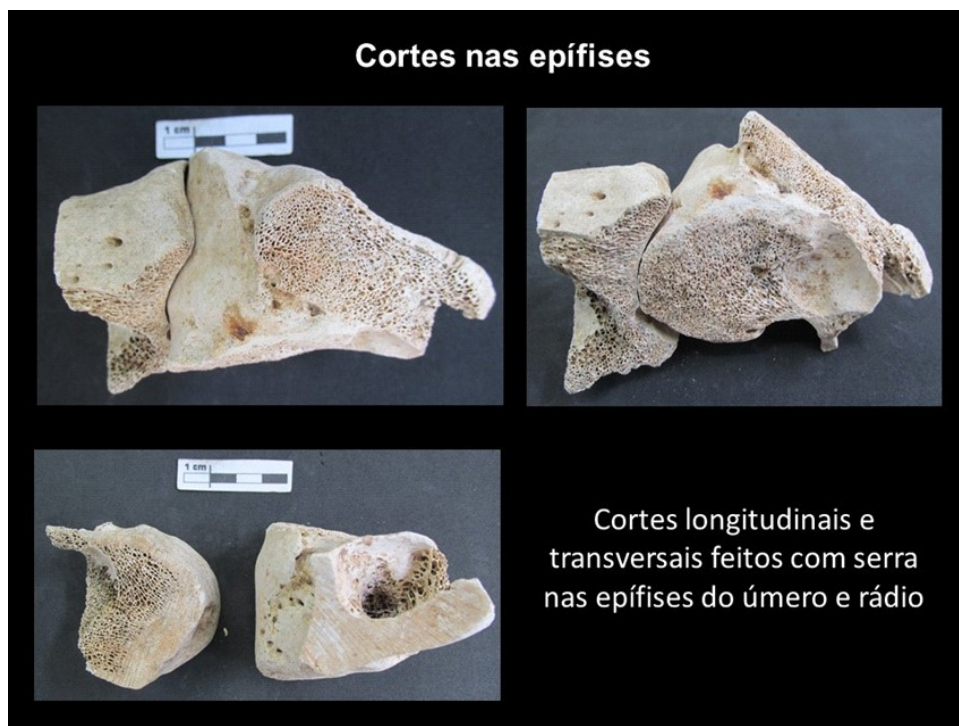 Cortes nas epífises
1 cm
1 cm
Cortes longitudinais e
transversais feitos com serra
nas epífises do úmero e rádio